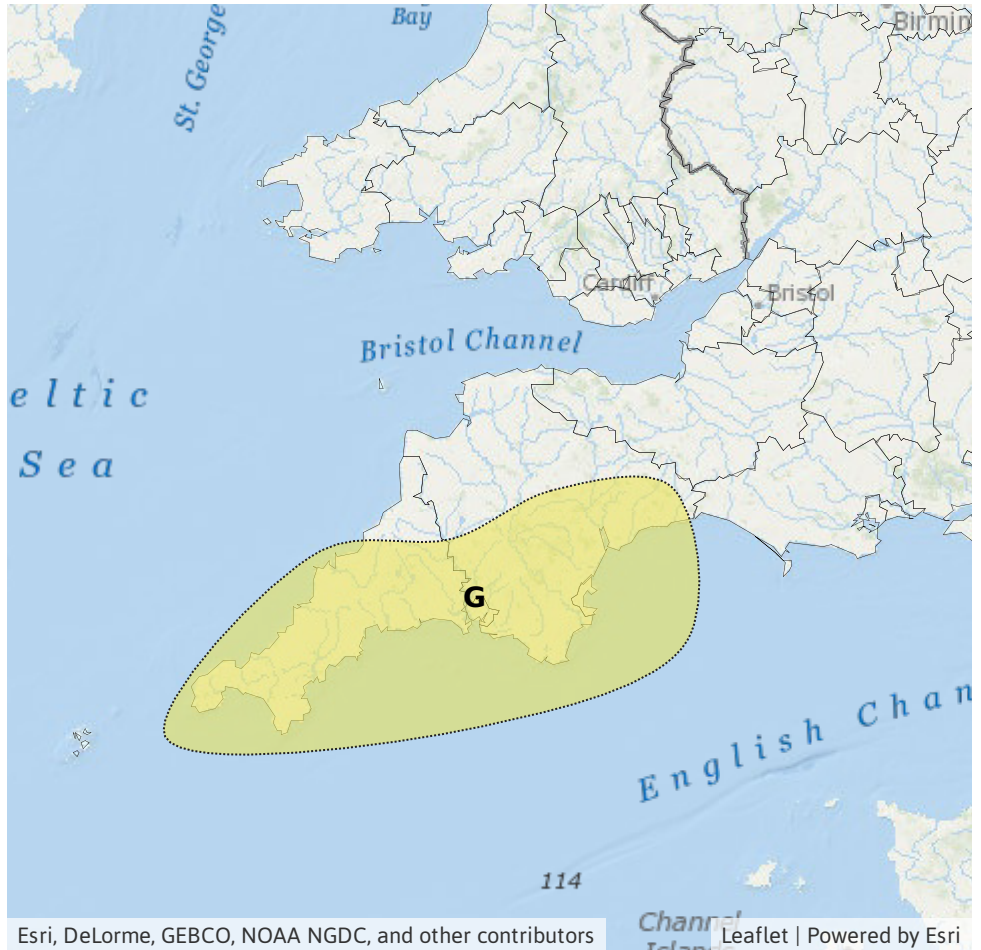 Birmin
Bay
St. George
Cardiff
Bristol
Bristol Channel
eltic
Sea
G
English Chan
114
Channel
Islands
Esri, DeLorme, GEBCO, NOAA NGDC, and other contributors
Leaflet | Powered by Esri